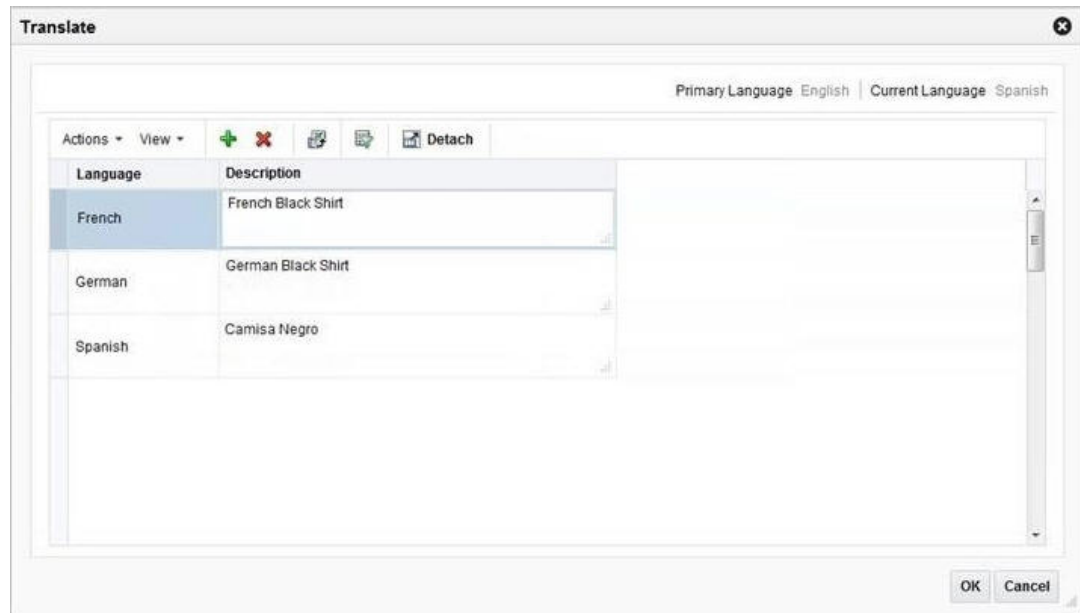 Translate
Primary Language English Current Language Spanish
Actions View Detach
Language Description
French French Black Shirt
German German Black Shirt
Spanish Camisa Negro
OK Cancel